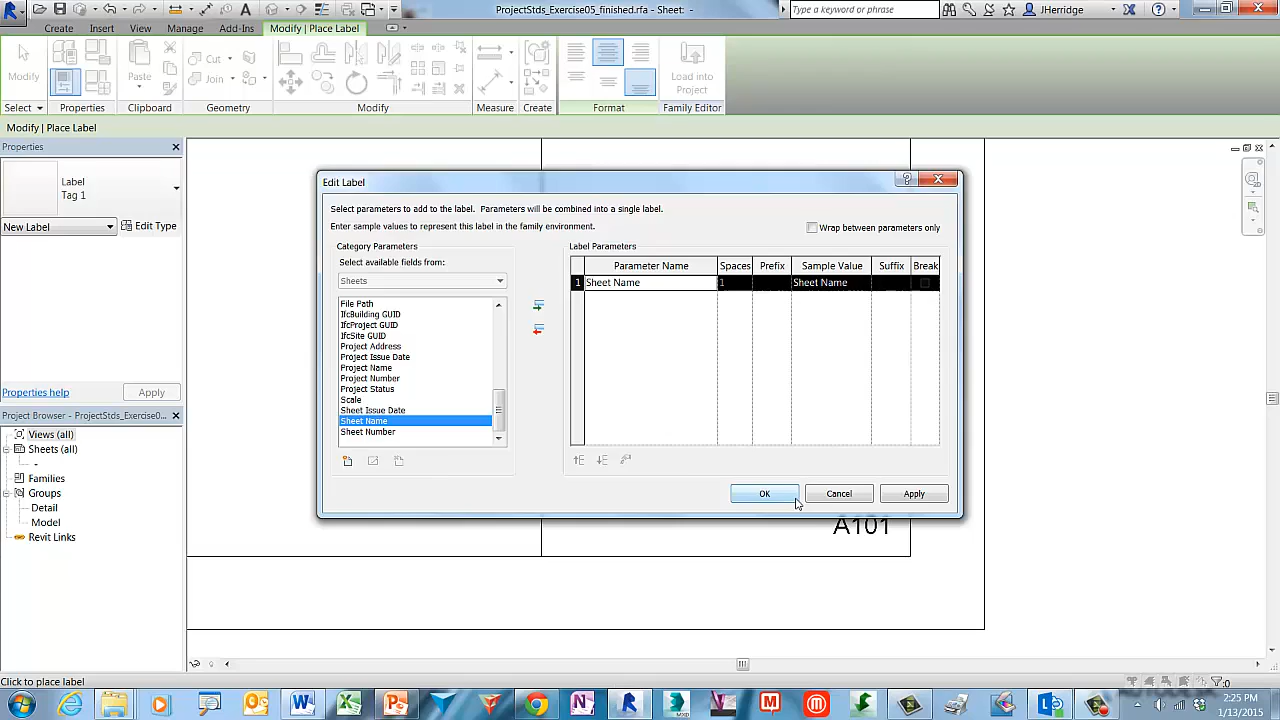 ProjectStds_Exercise05_finished.rfa - Sheet: -
Type a keyword or phrase
JHerridge
Create Insert View Manage Add-Ins Modify | Place Label
Modify
Paste
Cut
Join
Load into
Project
Select Properties Clipboard Geometry Modify Measure Create Format Family Editor
Modify | Place Label
Properties
Label
Tag 1
New Label
Edit Type
Properties help
Apply
Project Browser - ProjectStds_Exercise0...
Views (all)
Sheets (all)
-
Families
Groups
Detail
Model
Revit Links
Edit Label
Select parameters to add to the label. Parameters will be combined into a single label.
Enter sample values to represent this label in the family environment.
Wrap between parameters only
Category Parameters
Select available fields from:
Sheets
File Path
IfcBuilding GUID
IfcProject GUID
IfcSite GUID
Project Address
Project Issue Date
Project Name
Project Number
Project Status
Scale
Sheet Issue Date
Sheet Name
Sheet Number
Label Parameters
Parameter Name Spaces Prefix Sample Value Suffix Break
1 Sheet Name 1 Sheet Name
OK Cancel Apply
A101
Click to place label
:0
2:25 PM
1/13/2015